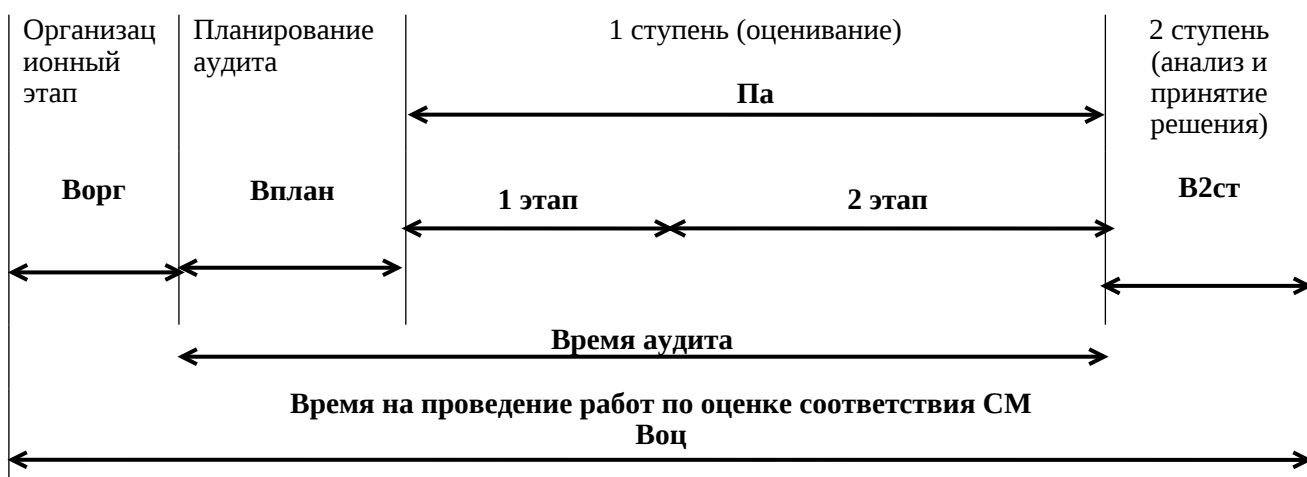 Организац
ионный
этап
Планирование
аудита
1 ступень (оценивание)
2 ступень
(анализ и
принятие
решения)
Па
Ворг
Вплан
1 этап
2 этап
В2ст
Время аудита
Время на проведение работ по оценке соответствия СМ
Воц